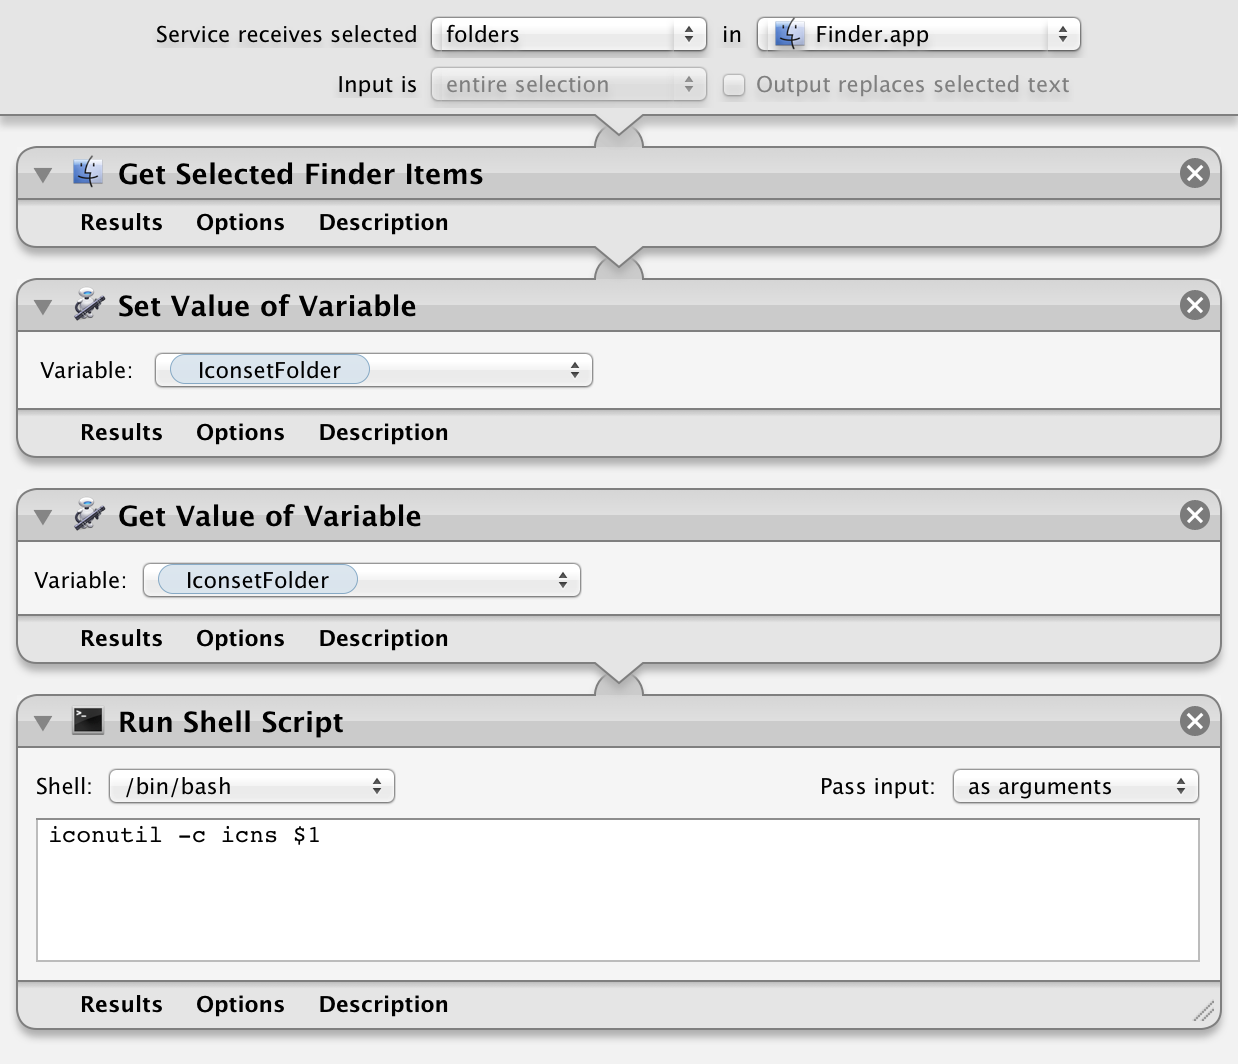 Service receives selected folders in Finder.app
Input is entire selection Output replaces selected text
Get Selected Finder Items
Results Options Description
Set Value of Variable
Variable: IconsetFolder
Results Options Description
Get Value of Variable
Variable: IconsetFolder
Results Options Description
Run Shell Script
Shell: /bin/bash Pass input: as arguments
iconutil -c icns $1
Results Options Description